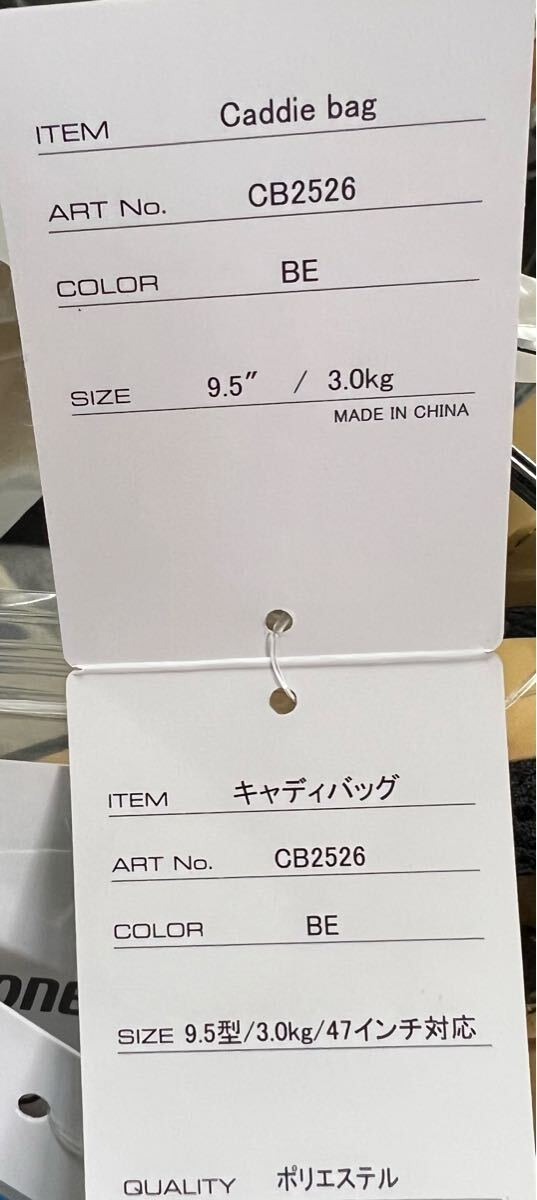 ITEM Caddie bag
ART No. CB2526
COLOR BE
SIZE 9.5″ / 3.0kg
MADE IN CHINA
ITEM キャディバッグ
ART No. CB2526
COLOR BE
SIZE 9.5型/3.0kg/47インチ対応
QUALITY ポリエステル